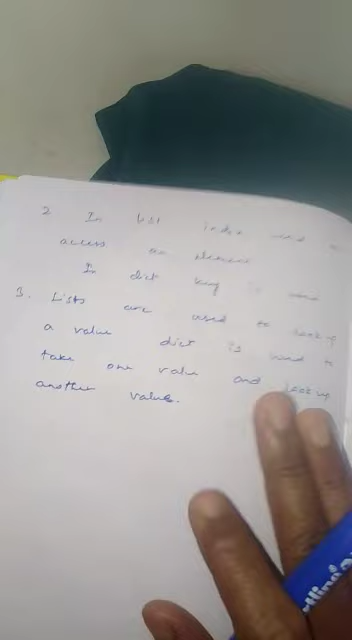 2 In list index used
access an element
In dict key is used
3. Lists are used to look up
a value dict is used to
take one value and look up
another value.